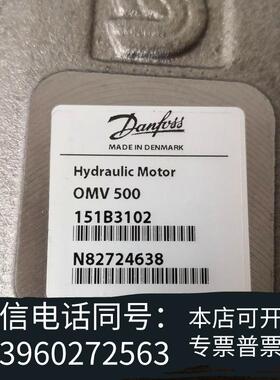 Danfoss
MADE IN DENMARK
Hydraulic Motor
OMV 500
151B3102
N82724638
信电话同号：
3960272563
本店可开
专票普票